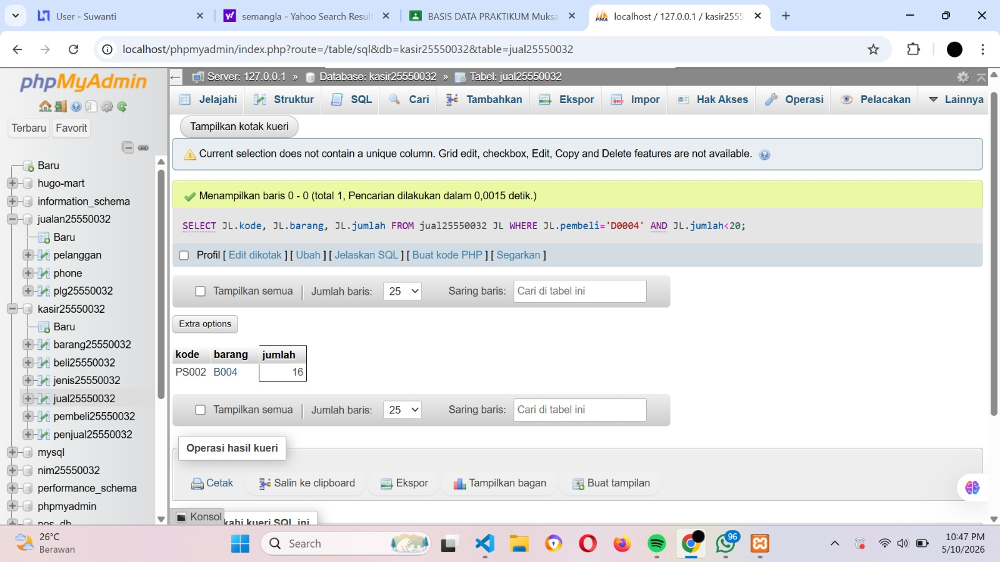 User - Suwanti
semangla - Yahoo Search Result
BASIS DATA PRAKTIKUM Muksa
localhost / 127.0.0.1 / kasir2555
localhost/phpmyadmin/index.php?route=/table/sql&db=kasir25550032&table=jual25550032
phpMyAdmin
Terbaru
Favorit
Baru
hugo-mart
information_schema
jualan25550032
Baru
pelanggan
phone
plg25550032
kasir25550032
Baru
barang25550032
beli25550032
jenis25550032
jual25550032
pembeli25550032
penjual25550032
mysql
nim25550032
performance_schema
phpmyadmin
pos_db
Server: 127.0.0.1 » Database: kasir25550032 » Tabel: jual25550032
Jelajahi Struktur SQL Cari Tambahkan Ekspor Impor Hak Akses Operasi Pelacakan Lainnya
Tampilkan kotak kueri
Current selection does not contain a unique column. Grid edit, checkbox, Edit, Copy and Delete features are not available.
Menampilkan baris 0 - 0 (total 1, Pencarian dilakukan dalam 0,0015 detik.)
SELECT JL.kode, JL.barang, JL.jumlah FROM jual25550032 JL WHERE JL.pembeli='D0004' AND JL.jumlah<20;
Profil [ Edit dikotak ] [ Ubah ] [ Jelaskan SQL ] [ Buat kode PHP ] [ Segarkan ]
Tampilkan semua | Jumlah baris: 25 Saring baris: Cari di tabel ini
Extra options
kode barang jumlah
PS002 B004 16
Tampilkan semua | Jumlah baris: 25 Saring baris: Cari di tabel ini
Operasi hasil kueri
Cetak Salin ke clipboard Ekspor Tampilkan bagan Buat tampilan
Konsol
kahi kueri SQL ini
26°C
Berawan
Search
96
10:47 PM
5/10/2026